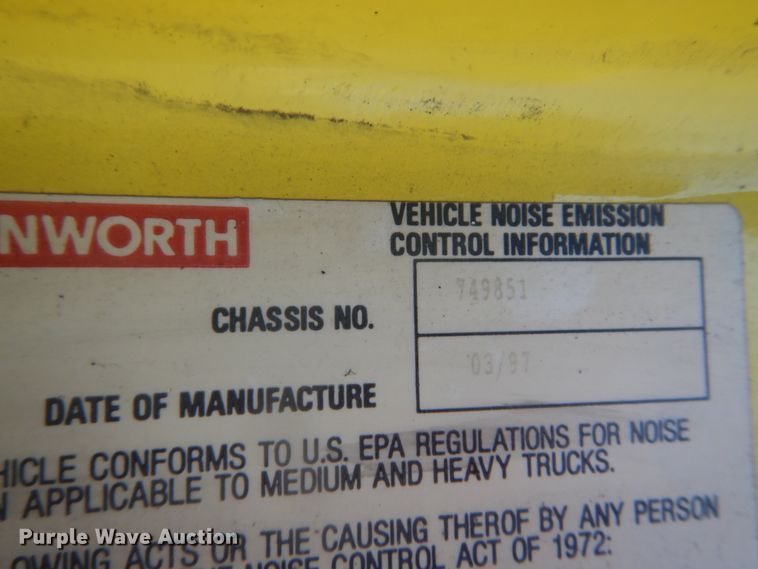 NWORTH
VEHICLE NOISE EMISSION
CONTROL INFORMATION
CHASSIS NO. 749851
DATE OF MANUFACTURE 03/97
HICLE CONFORMS TO U.S. EPA REGULATIONS FOR NOISE
N APPLICABLE TO MEDIUM AND HEAVY TRUCKS.
OWING ACTS OR THE CAUSING THEROF BY ANY PERSON
NOISE CONTROL ACT OF 1972:
Purple Wave Auction